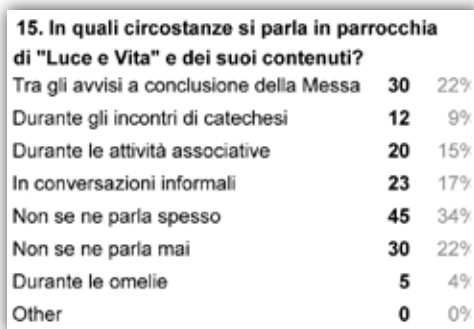 15. In quali circostanze si parla in parrocchia
di "Luce e Vita" e dei suoi contenuti?
Tra gli avvisi a conclusione della Messa 30 22%
Durante gli incontri di catechesi 12 9%
Durante le attività associative 20 15%
In conversazioni informali 23 17%
Non se ne parla spesso 45 34%
Non se ne parla mai 30 22%
Durante le omelie 5 4%
Other 0 0%